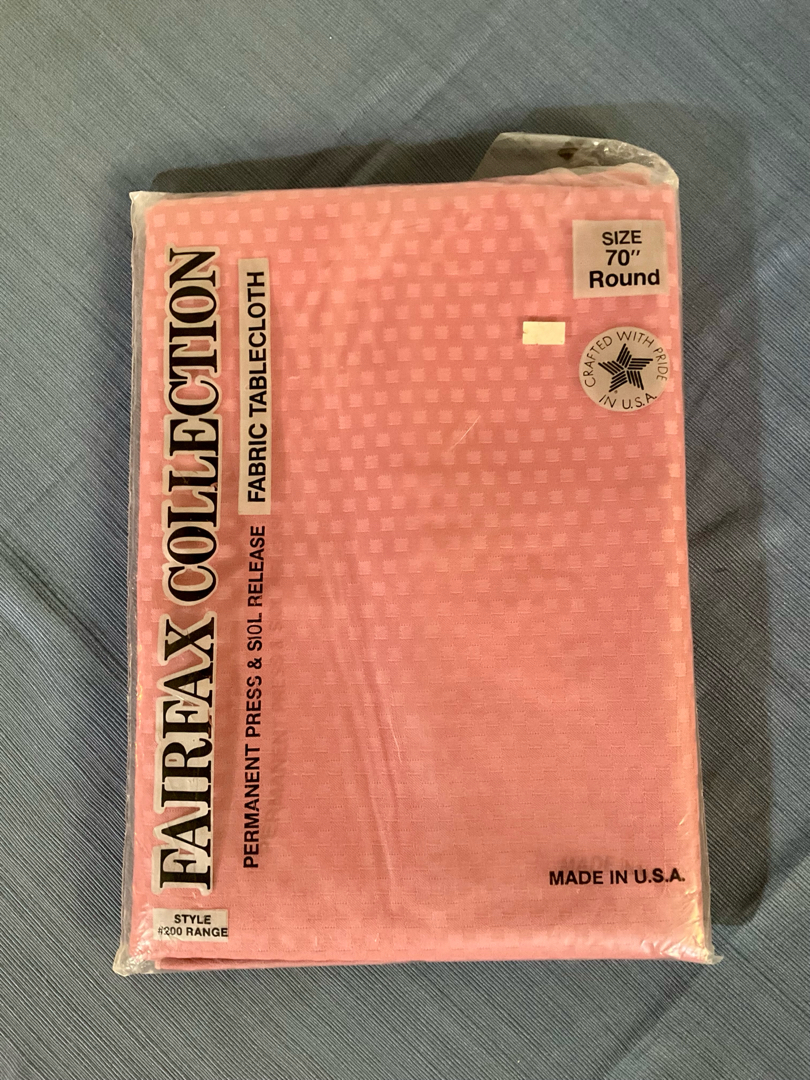 FAIRFAX COLLECTION
FABRIC TABLECLOTH
PERMANENT PRESS & SIOL RELEASE
SIZE
70"
Round
CRAFTED WITH PRIDE
IN U.S.A.
MADE IN U.S.A.
STYLE
#200 RANGE